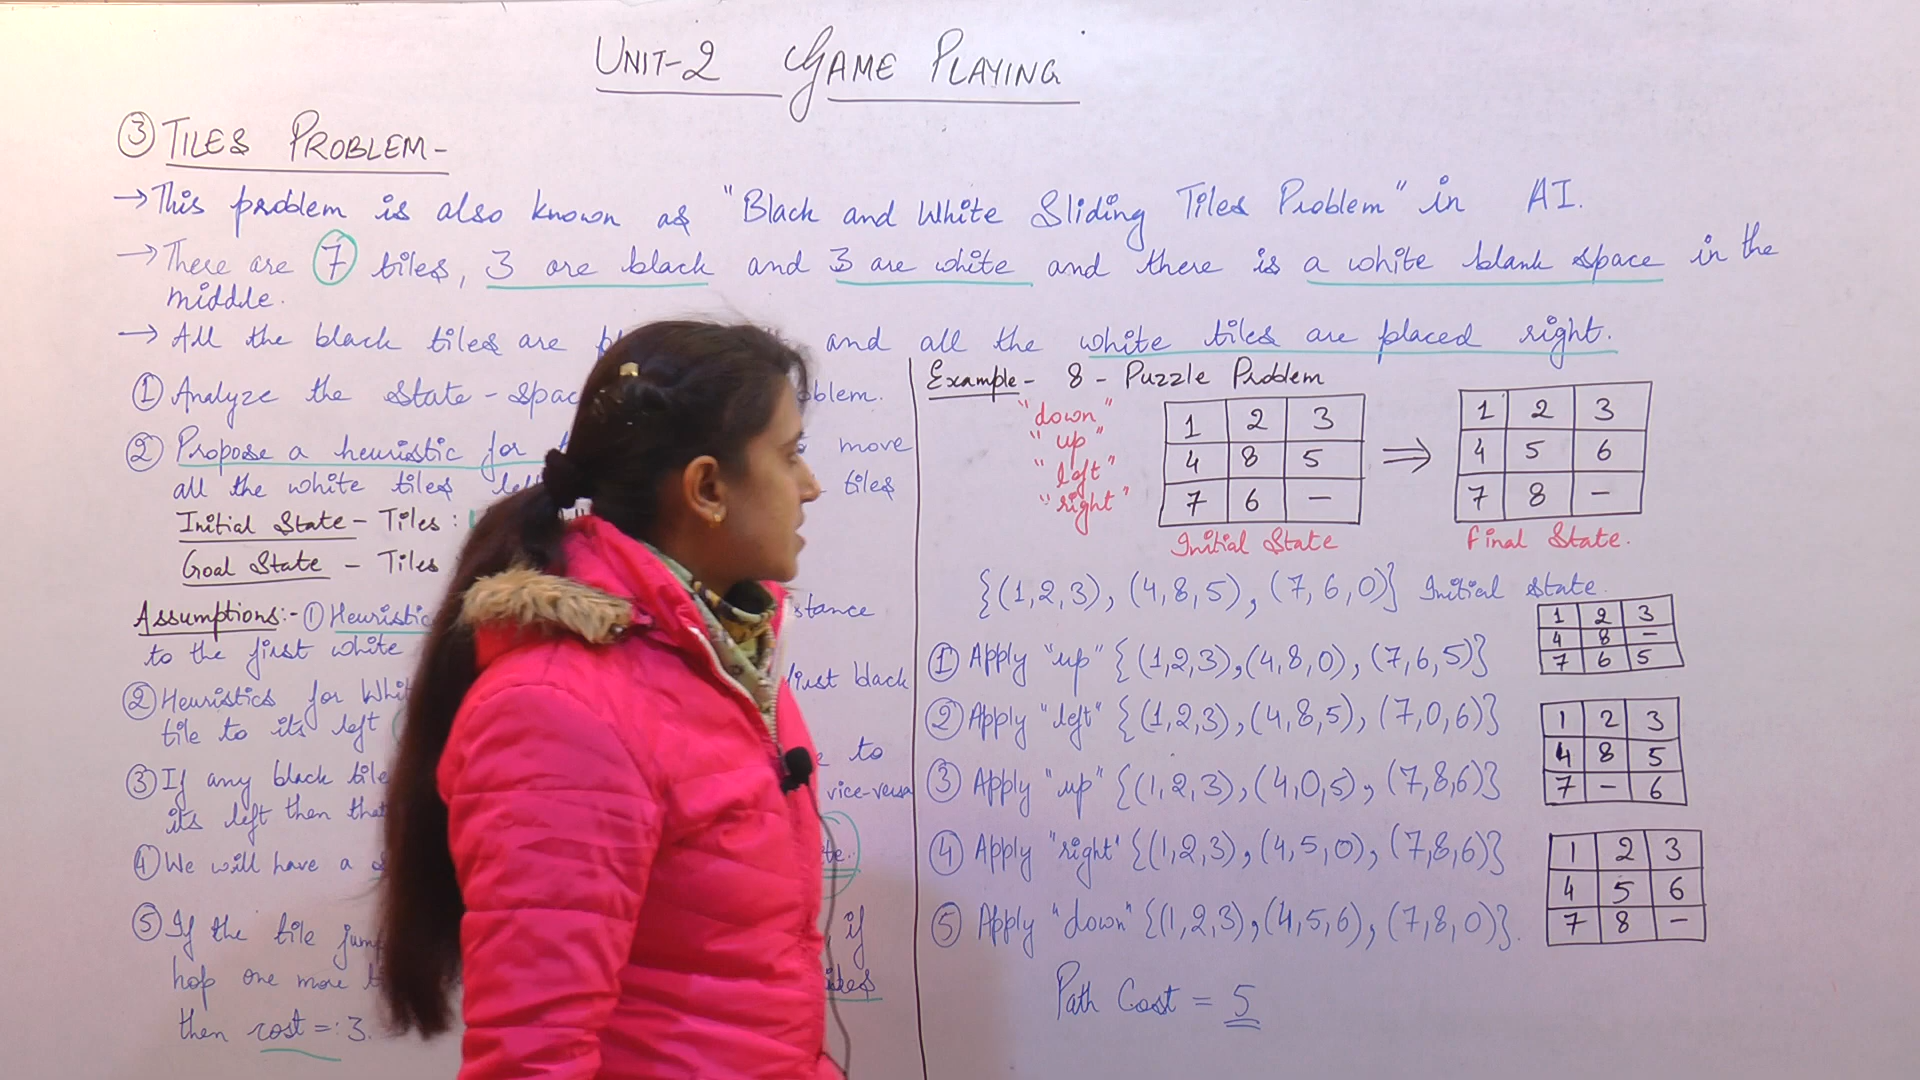 UNIT-2 GAME PLAYING
③ TILES PROBLEM-
→ This problem is also known as "Black and White Sliding Tiles Problem" in AI.
→ There are 7 tiles, 3 are black and 3 are white and there is a white blank space in the
middle.
→ All the black tiles are and all the white tiles are placed right.
① Analyze the state-spac oblem.
② Propose a heuristic for move
all the white tiles left tiles
Initial State - Tiles :
Goal State - Tiles
Assumptions:- ① Heuristic stance
to the first white
② Heuristics for Whi first black
tile to its left
③ If any black tile e to
its left then that vice-versa
④ We will have a te.
⑤ If the tile jump , if
hop one more
then cost =: 3.
Example - 8 - Puzzle Problem
"down"
"up"
"left"
"right"
1 2 3
4 8 5
7 6 –
Initial State
⇒
1 2 3
4 5 6
7 8 –
Final State.
{(1,2,3), (4,8,5), (7,6,0)} Initial state.
① Apply "up" {(1,2,3),(4,8,0),(7,6,5)}
1 2 3
4 8 –
7 6 5
② Apply "left" {(1,2,3),(4,8,5),(7,0,6)}
1 2 3
4 8 5
7 – 6
③ Apply "up" {(1,2,3),(4,0,5),(7,8,6)}
④ Apply "right" {(1,2,3),(4,5,0),(7,8,6)}
⑤ Apply "down" {(1,2,3),(4,5,6),(7,8,0)}.
1 2 3
4 5 6
7 8 –
Path Cost = 5